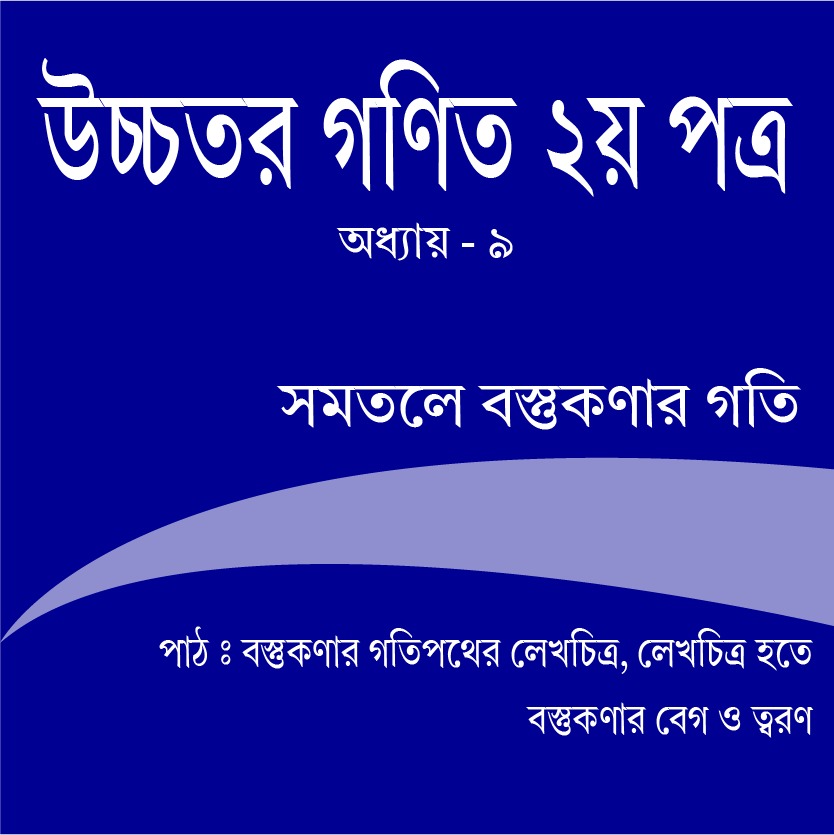 উচ্চতর গণিত ২য় পত্র
অধ্যায় - ৯
সমতলে বস্তুকণার গতি
পাঠ ঃ বস্তুকণার গতিপথের লেখচিত্র, লেখচিত্র হতে
বস্তুকণার বেগ ও ত্বরণ